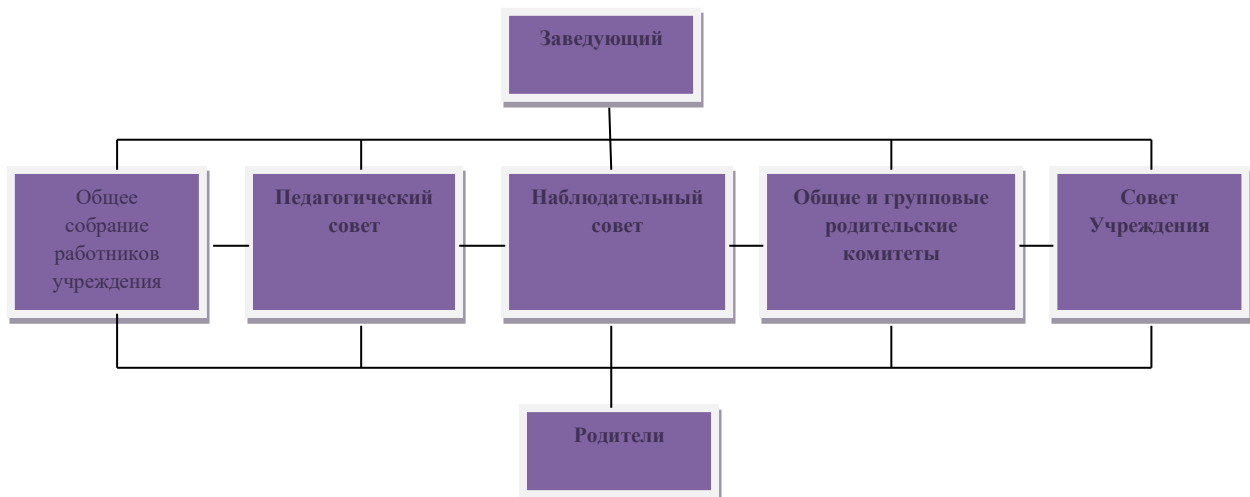 Заведующий
Общее
собрание
работников
учреждения
Педагогический
совет
Наблюдательный
совет
Общие и групповые
родительские
комитеты
Совет
Учреждения
Родители